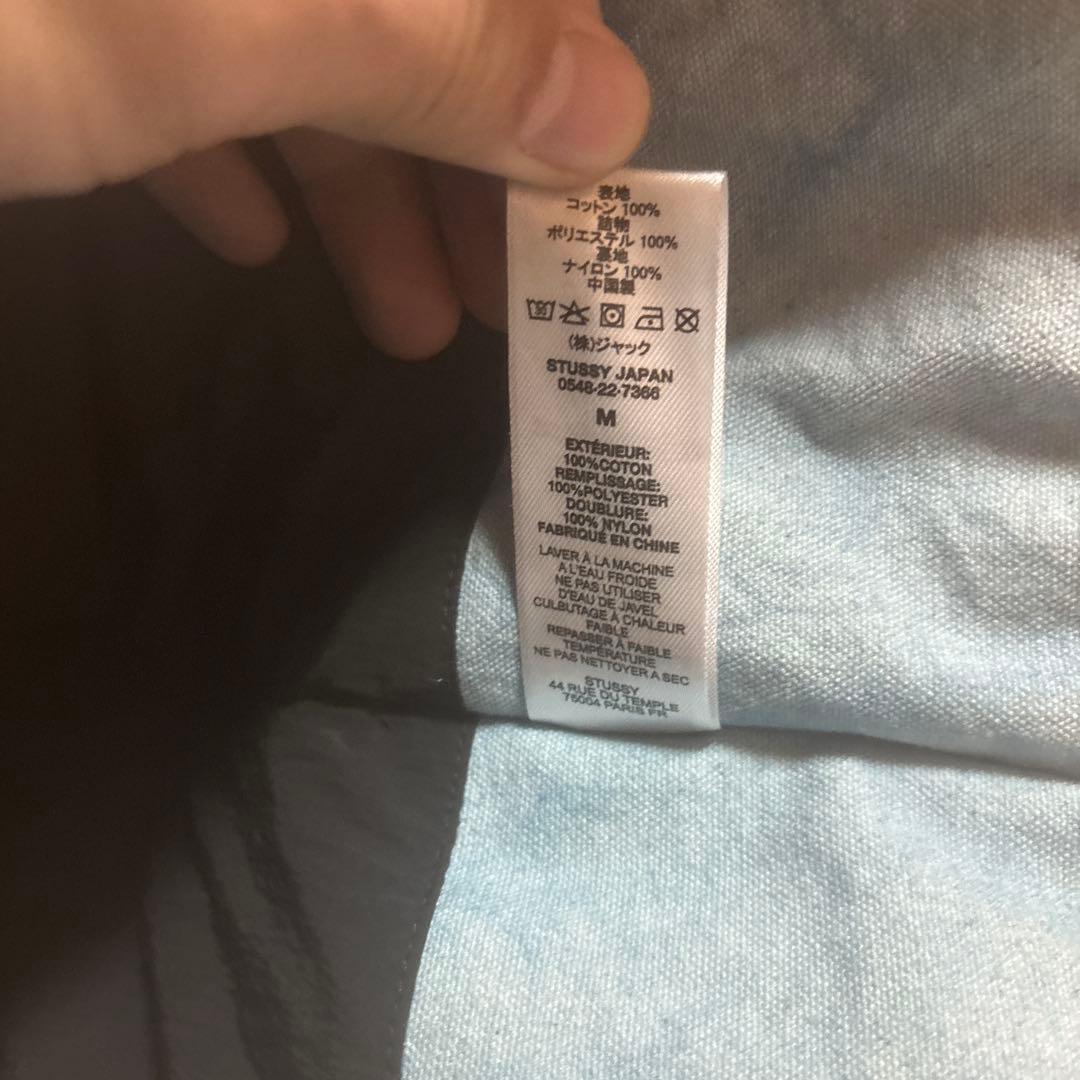 表地
コットン 100%
詰物
ポリエステル 100%
裏地
ナイロン 100%
中国製
(株)ジャック
STUSSY JAPAN
0548-22-7366
M
EXTÉRIEUR:
100%COTON
REMPLISSAGE:
100%POLYESTER
DOUBLURE:
100% NYLON
FABRIQUÉ EN CHINE
LAVER À LA MACHINE
A L'EAU FROIDE
NE PAS UTILISER
D'EAU DE JAVEL
CULBUTAGE À CHALEUR
FAIBLE
REPASSER À FAIBLE
TEMPÉRATURE
NE PAS NETTOYER A SEC
STUSSY
44 RUE DU TEMPLE
75004 PARIS FR